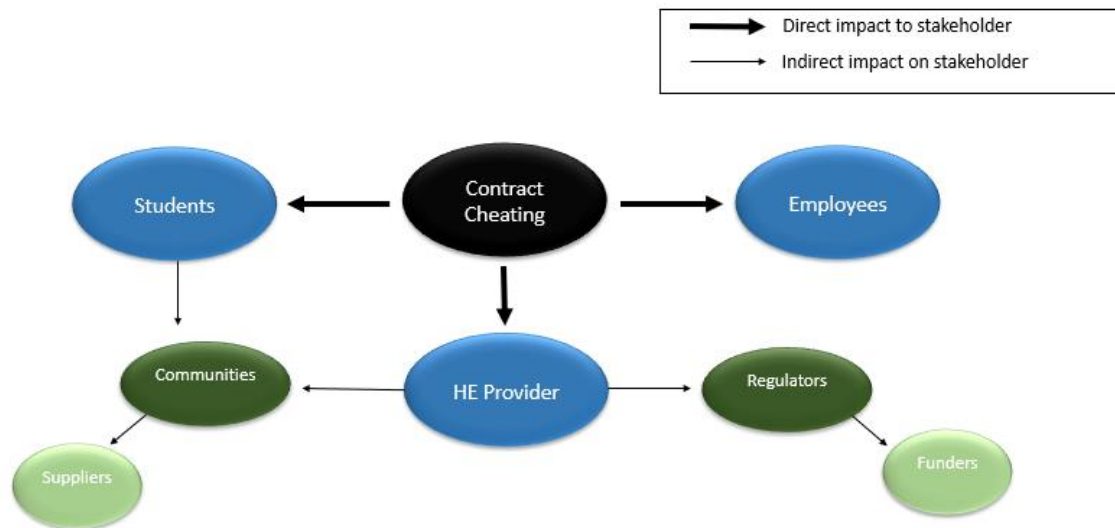 Direct impact to stakeholder
Indirect impact on stakeholder
Contract
Cheating
Students
Employees
Communities
HE Provider
Regulators
Suppliers
Funders